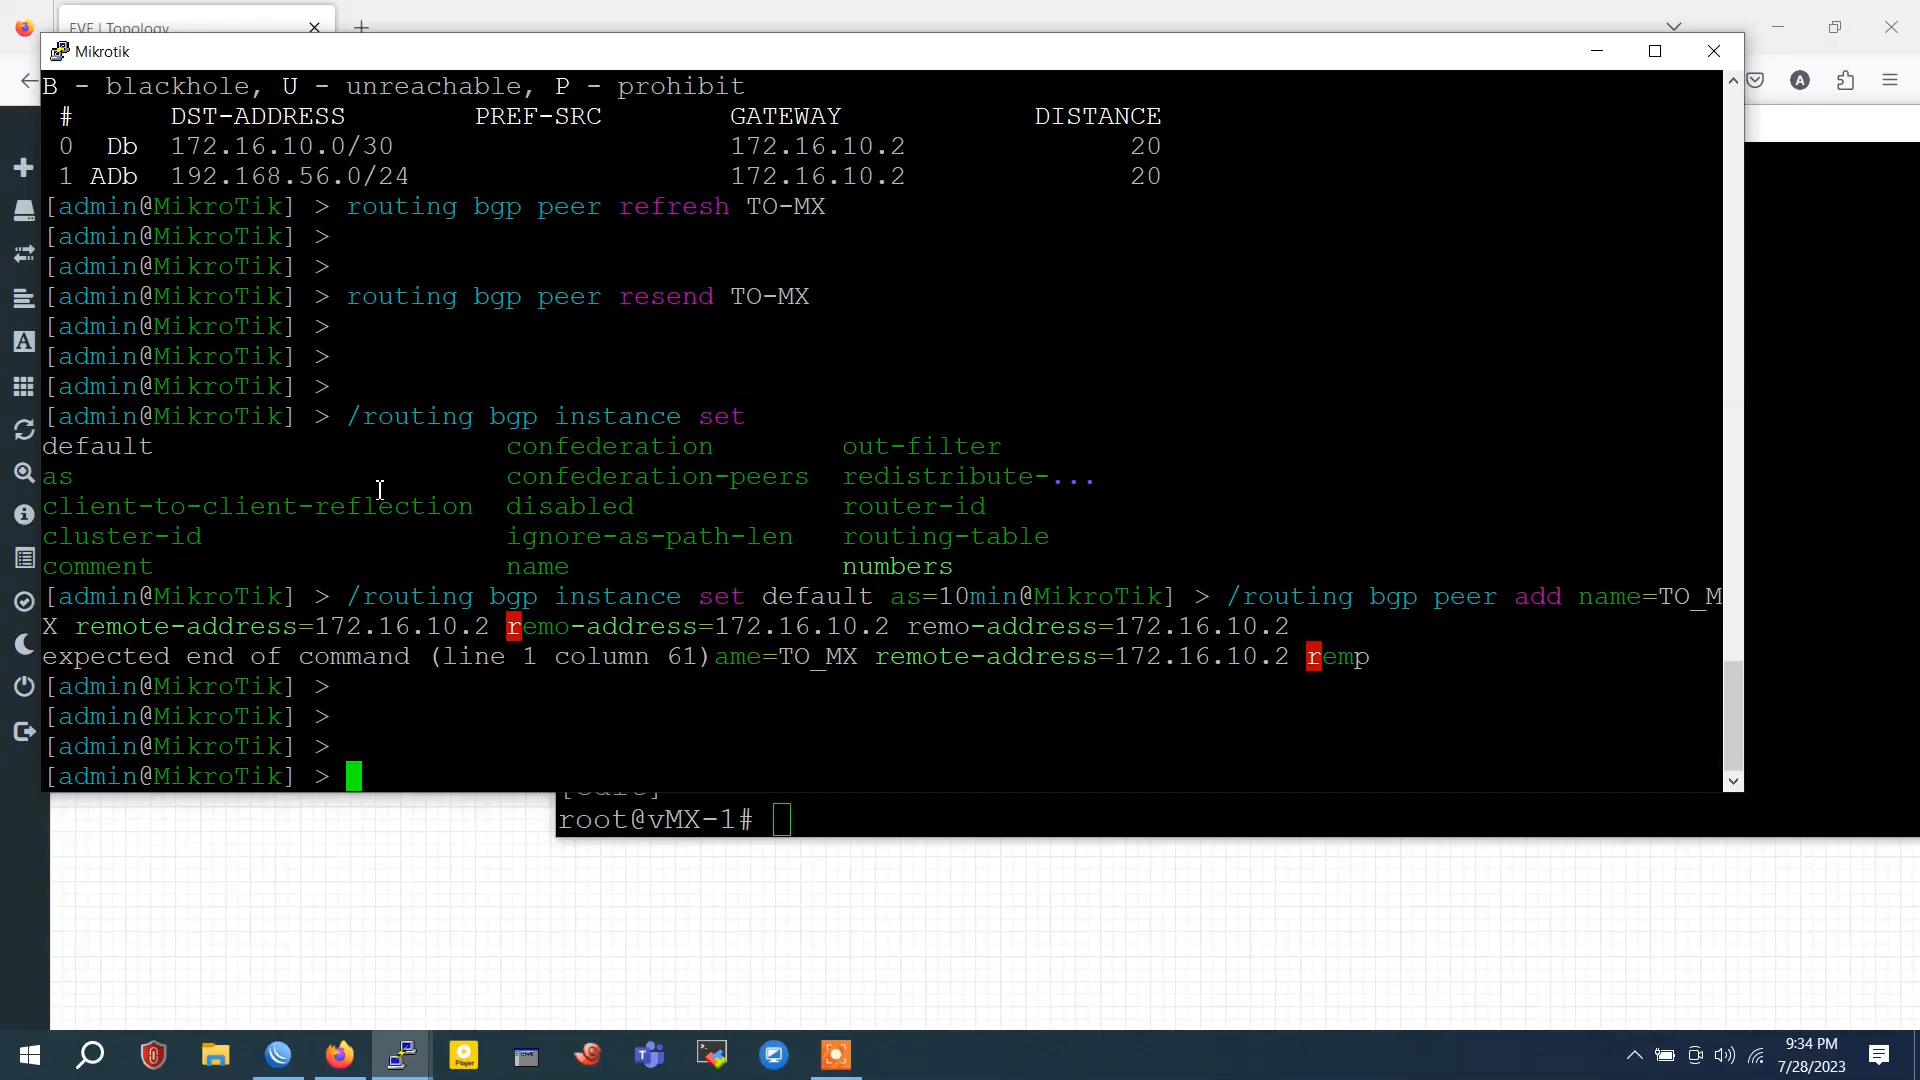 EVE | Topology
Mikrotik
B - blackhole, U - unreachable, P - prohibit
# DST-ADDRESS PREF-SRC GATEWAY DISTANCE
0 Db 172.16.10.0/30 172.16.10.2 20
1 ADb 192.168.56.0/24 172.16.10.2 20
[admin@MikroTik] > routing bgp peer refresh TO-MX
[admin@MikroTik] >
[admin@MikroTik] >
[admin@MikroTik] > routing bgp peer resend TO-MX
[admin@MikroTik] >
[admin@MikroTik] >
[admin@MikroTik] >
[admin@MikroTik] > /routing bgp instance set
default confederation out-filter
as confederation-peers redistribute-...
client-to-client-reflection disabled router-id
cluster-id ignore-as-path-len routing-table
comment name numbers
[admin@MikroTik] > /routing bgp instance set default as=10min@MikroTik] > /routing bgp peer add name=TO_M
X remote-address=172.16.10.2 remo-address=172.16.10.2 remo-address=172.16.10.2
expected end of command (line 1 column 61)ame=TO_MX remote-address=172.16.10.2 remp
[admin@MikroTik] >
[admin@MikroTik] >
[admin@MikroTik] >
[admin@MikroTik] >
[edit]
root@vMX-1#
Player
9:34 PM
7/28/2023